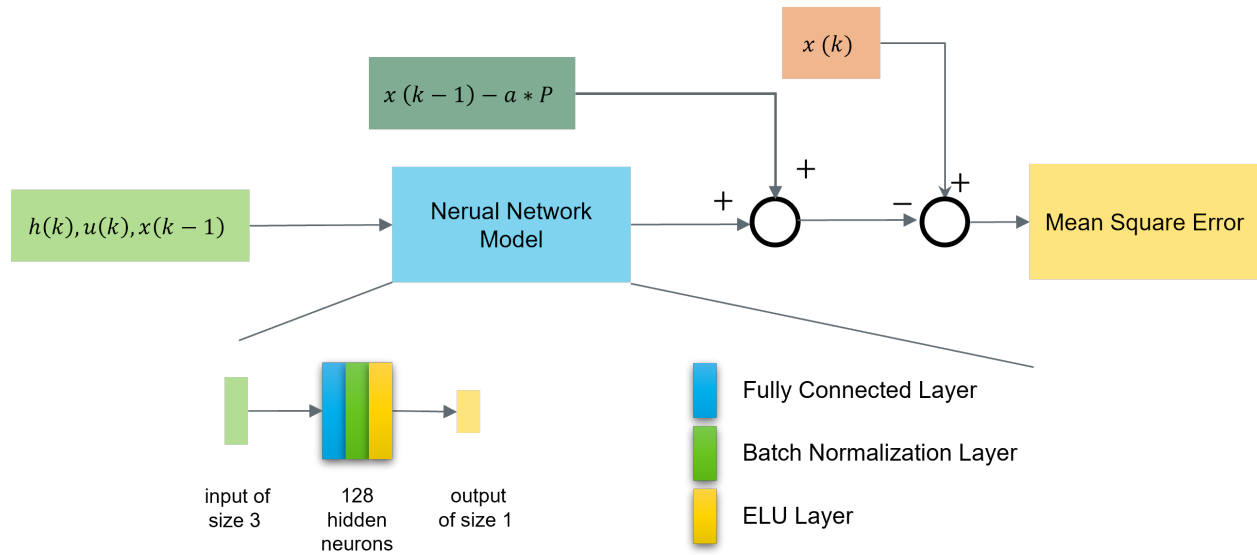 x (k)
x (k − 1) − a ∗ P
+
+
−
+
h(k), u(k), x(k − 1)
Nerual Network
Model
Mean Square Error
Fully Connected Layer
Batch Normalization Layer
ELU Layer
input of
size 3
128
hidden
neurons
output
of size 1